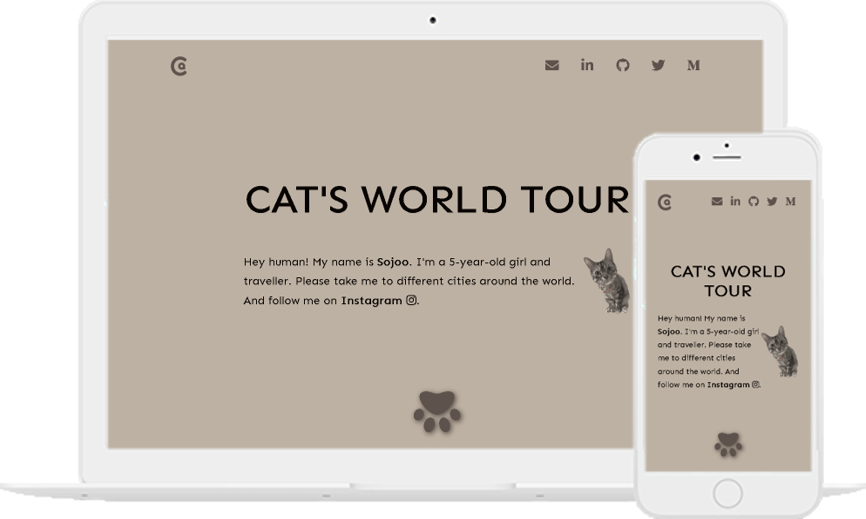 CAT'S WORLD TOUR
Hey human! My name is Sojoo. I'm a 5-year-old girl and
traveller. Please take me to different cities around the world.
And follow me on Instagram .
CAT'S WORLD
TOUR
Hey human! My name is
Sojoo. I'm a 5-year-old girl
and traveller. Please take
me to different cities
around the world. And
follow me on Instagram .